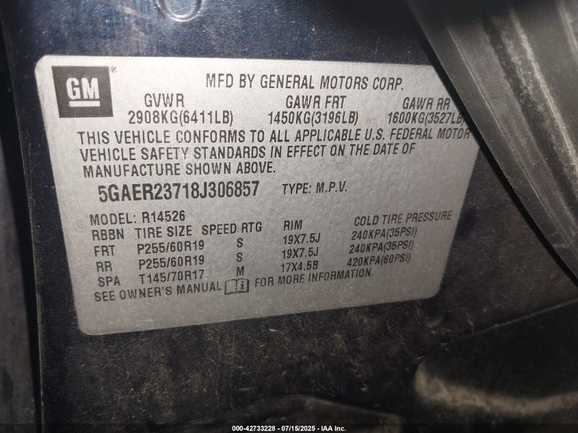 GM
MFD BY GENERAL MOTORS CORP.
GVWR GAWR FRT GAWR RR
2908KG(6411LB) 1450KG(3196LB) 1600KG(3527LB
THIS VEHICLE CONFORMS TO ALL APPLICABLE U.S. FEDERAL MOTOR
VEHICLE SAFETY STANDARDS IN EFFECT ON THE DATE OF
MANUFACTURE SHOWN ABOVE.
5GAER23718J306857 TYPE: M.P.V.
MODEL: R14526
RBBN TIRE SIZE SPEED RTG RIM COLD TIRE PRESSURE
FRT P255/60R19 S 19X7.5J 240KPA(35PSI)
RR P255/60R19 S 19X7.5J 240KPA(35PSI)
SPA T145/70R17 M 17X4.5B 420KPA(60PSI)
SEE OWNER'S MANUAL i FOR MORE INFORMATION.
000-42733228 - 07/15/2025 - IAA Inc.